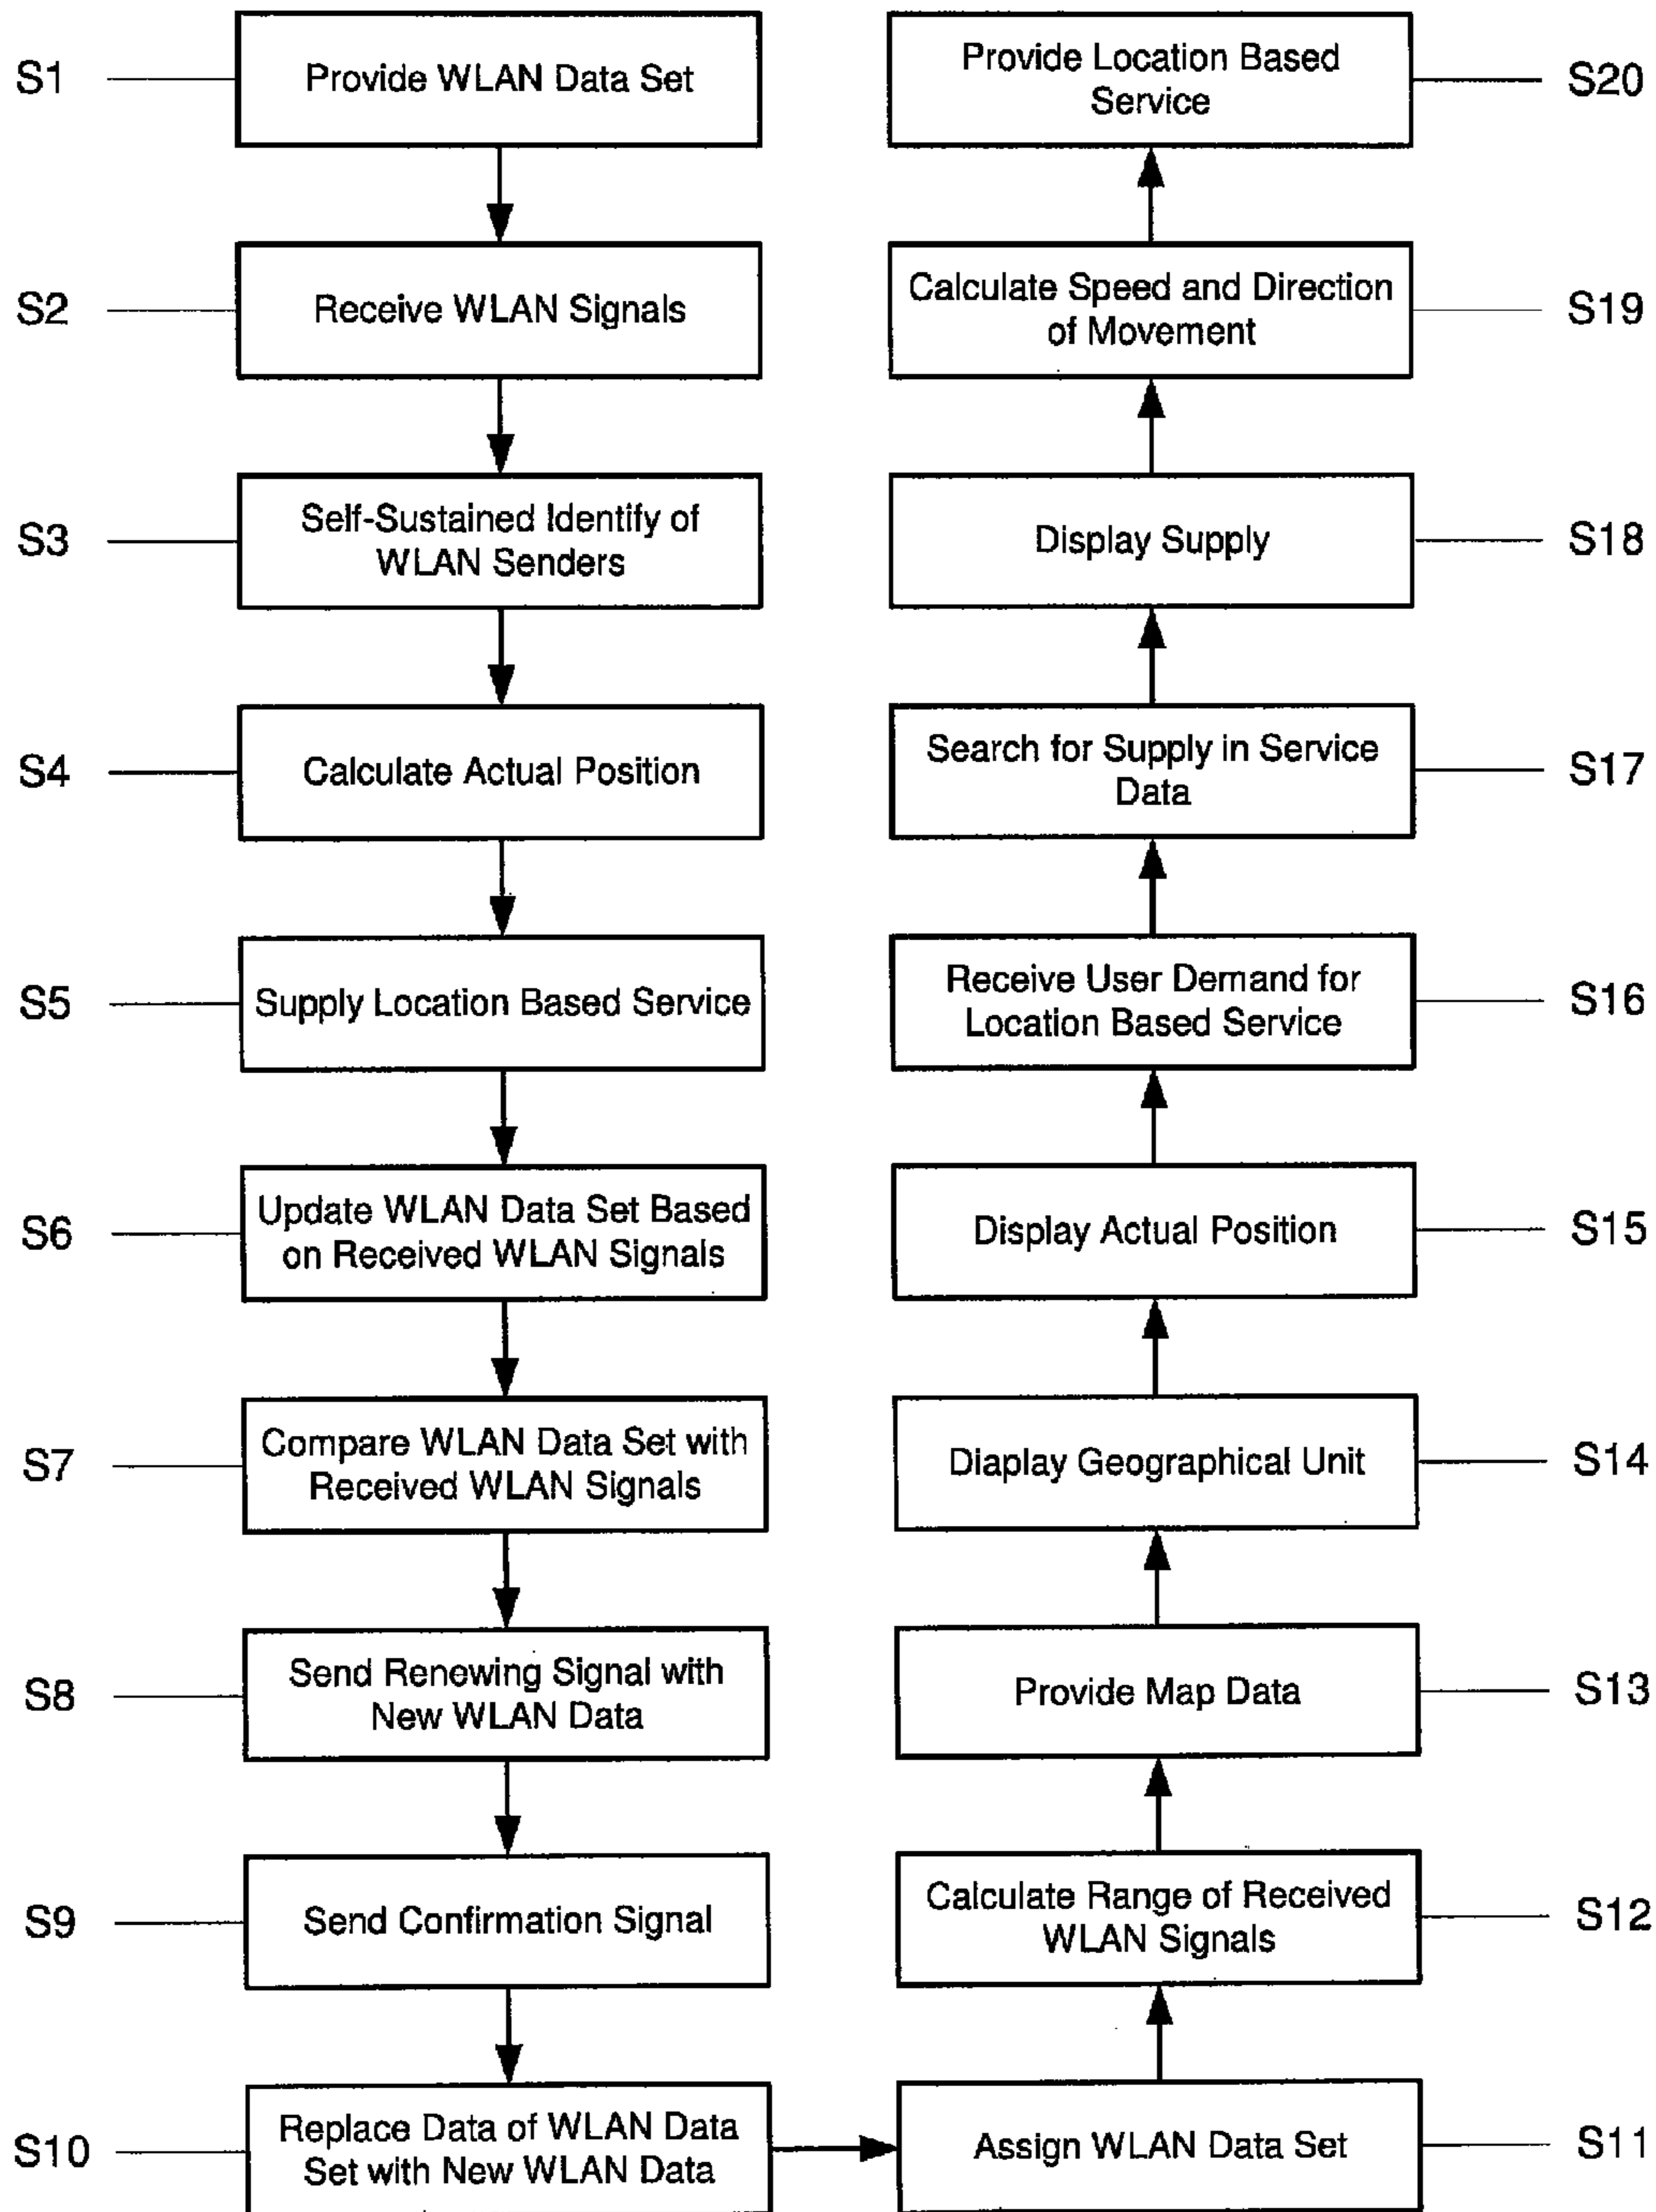 S1
Provide WLAN Data Set
S2
Receive WLAN Signals
S3
Self-Sustained Identify of
WLAN Senders
S4
Calculate Actual Position
S5
Supply Location Based Service
S6
Update WLAN Data Set Based
on Received WLAN Signals
S7
Compare WLAN Data Set with
Received WLAN Signals
S8
Send Renewing Signal with
New WLAN Data
S9
Send Confirmation Signal
S10
Replace Data of WLAN Data
Set with New WLAN Data
Assign WLAN Data Set
S11
Calculate Range of Received
WLAN Signals
S12
Provide Map Data
S13
Diaplay Geographical Unit
S14
Display Actual Position
S15
Receive User Demand for
Location Based Service
S16
Search for Supply in Service
Data
S17
Display Supply
S18
Calculate Speed and Direction
of Movement
S19
Provide Location Based
Service
S20